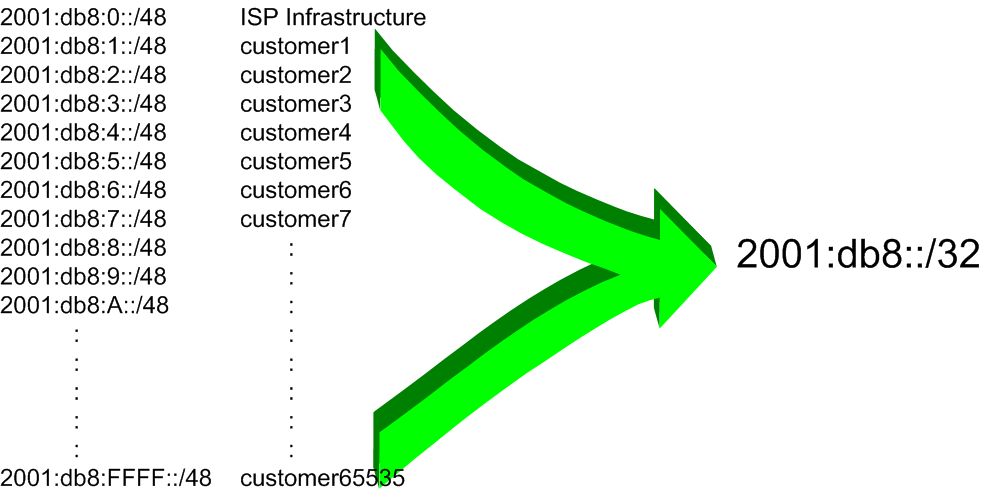 2001:db8:0::/48 ISP Infrastructure
2001:db8:1::/48 customer1
2001:db8:2::/48 customer2
2001:db8:3::/48 customer3
2001:db8:4::/48 customer4
2001:db8:5::/48 customer5
2001:db8:6::/48 customer6
2001:db8:7::/48 customer7
2001:db8:8::/48 :
2001:db8:9::/48 :
2001:db8:A::/48 :
: :
: :
: :
: :
: :
2001:db8:FFFF::/48 customer65535
2001:db8::/32